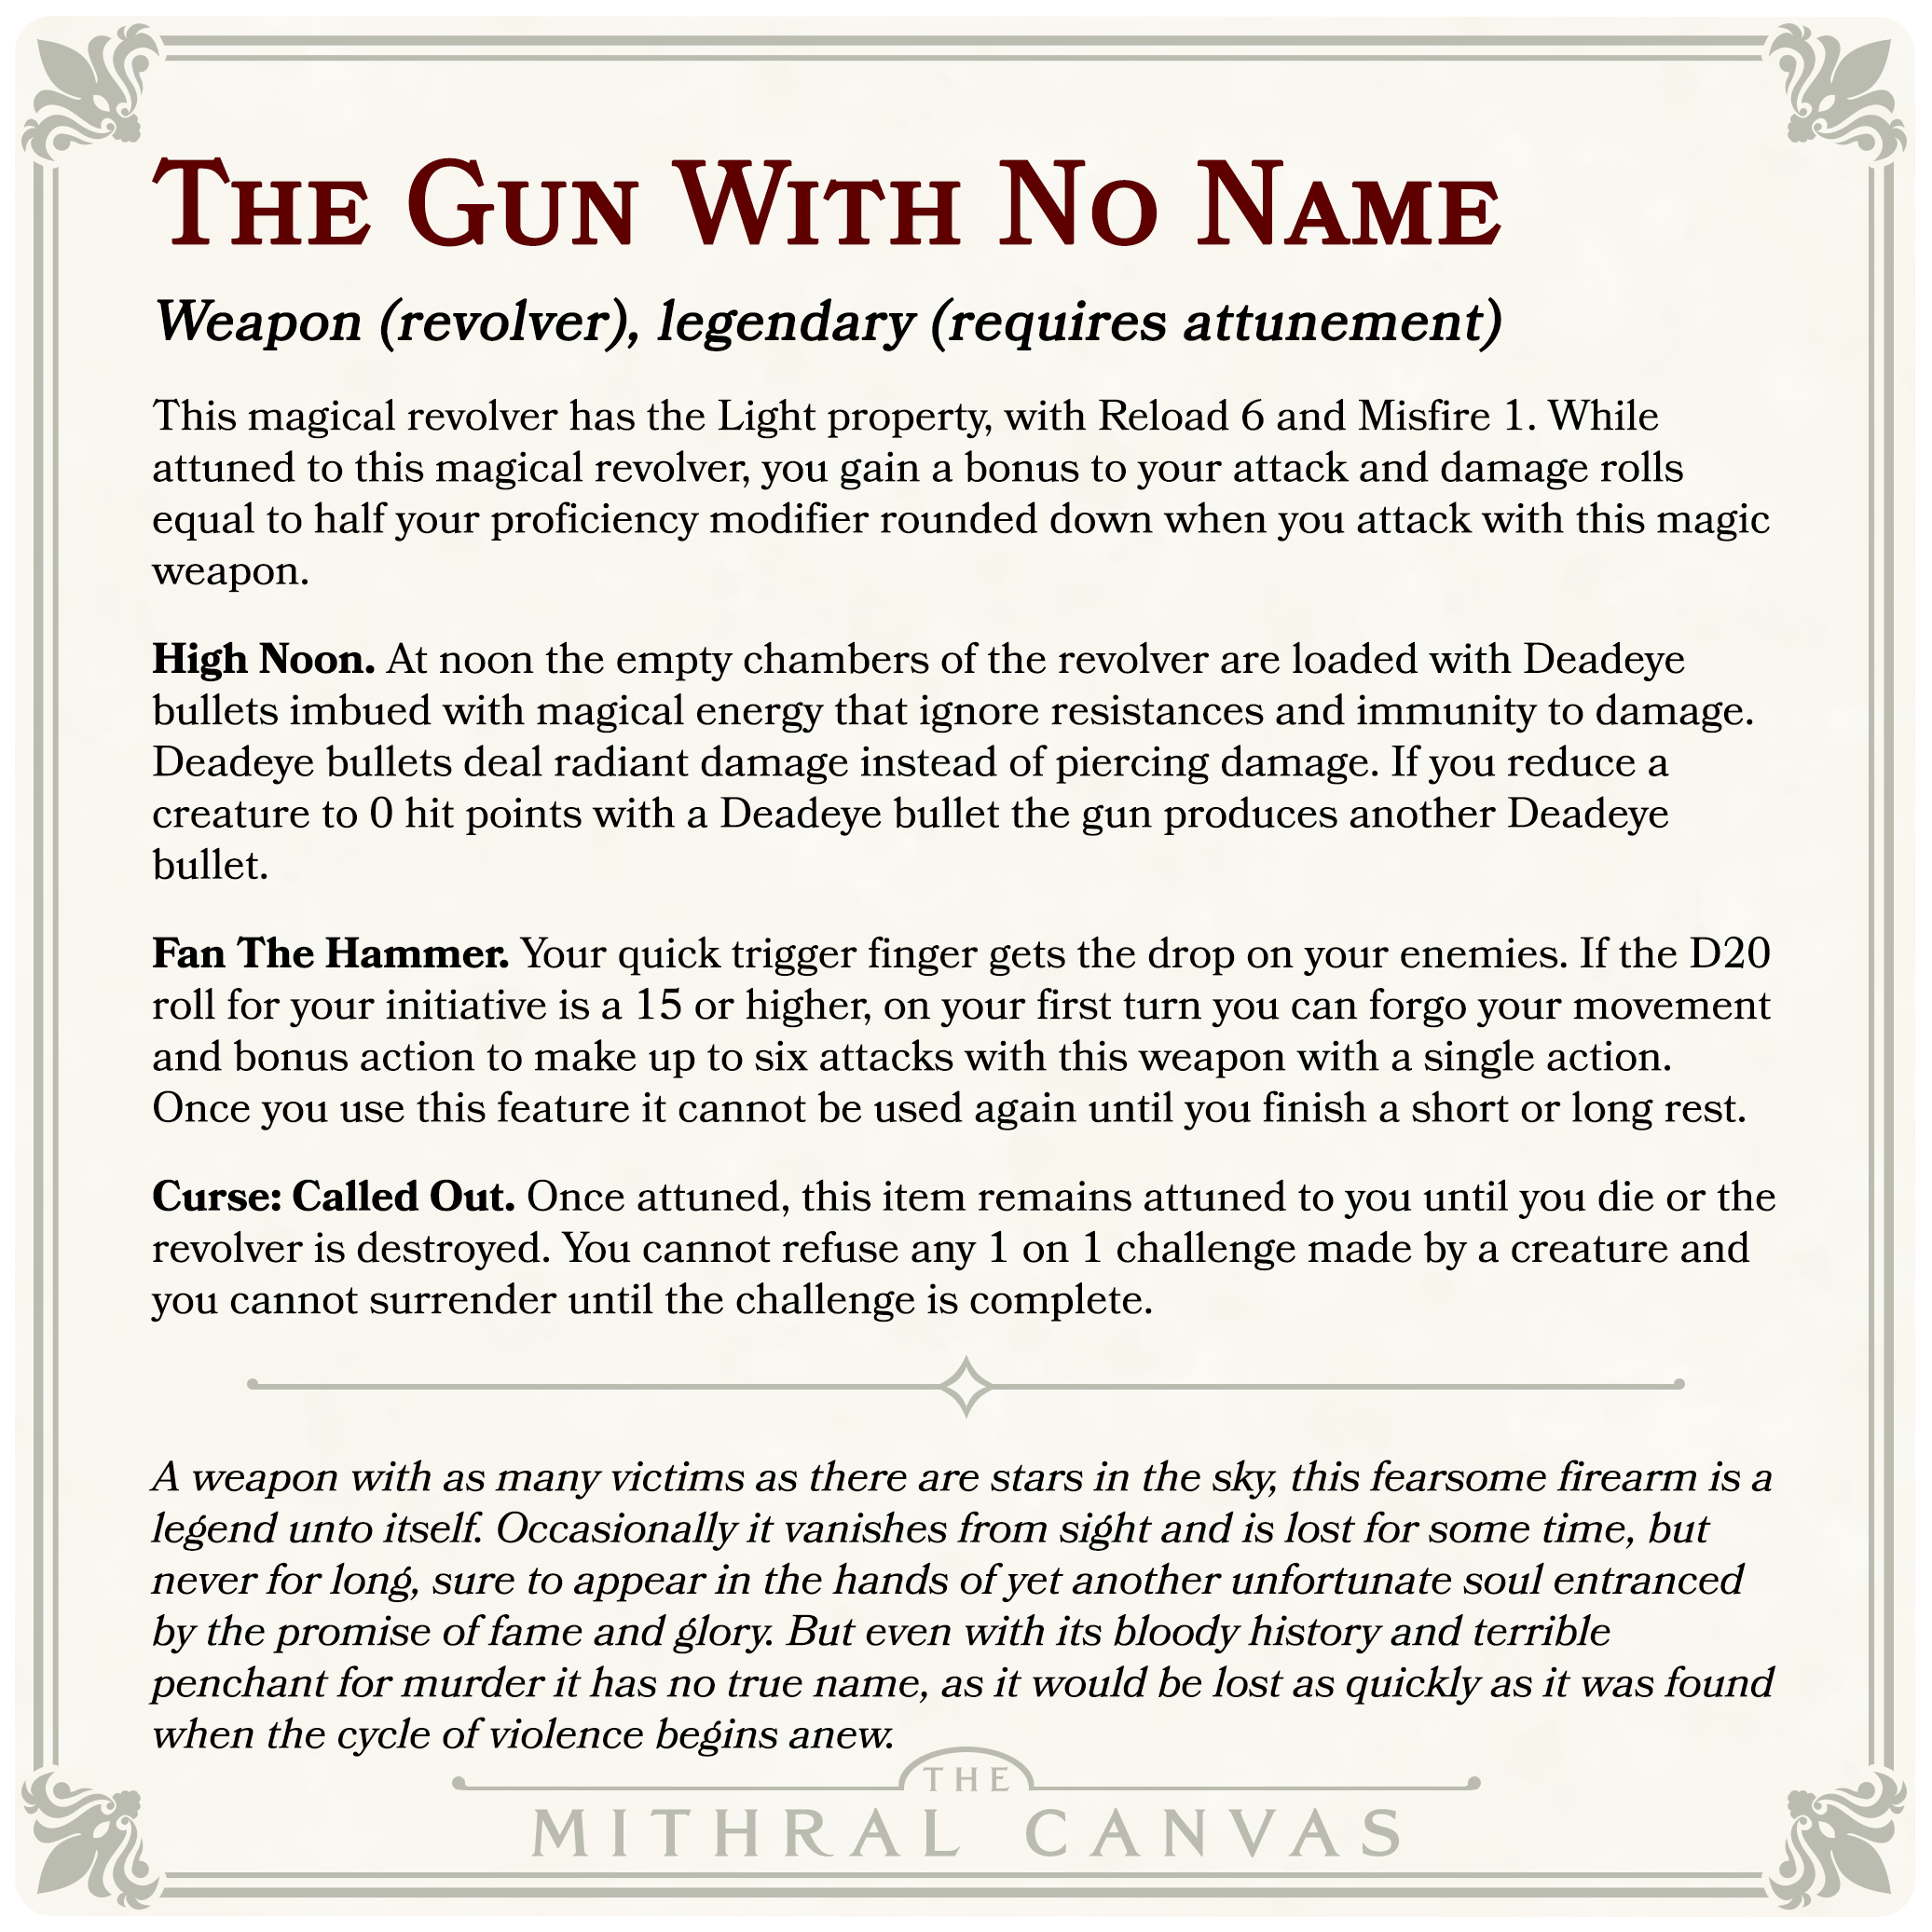 The Gun With No Name
Weapon (revolver), legendary (requires attunement)
This magical revolver has the Light property, with Reload 6 and Misfire 1. While
attuned to this magical revolver, you gain a bonus to your attack and damage rolls
equal to half your proficiency modifier rounded down when you attack with this magic
weapon.
High Noon. At noon the empty chambers of the revolver are loaded with Deadeye
bullets imbued with magical energy that ignore resistances and immunity to damage.
Deadeye bullets deal radiant damage instead of piercing damage. If you reduce a
creature to 0 hit points with a Deadeye bullet the gun produces another Deadeye
bullet.
Fan The Hammer. Your quick trigger finger gets the drop on your enemies. If the D20
roll for your initiative is a 15 or higher, on your first turn you can forgo your movement
and bonus action to make up to six attacks with this weapon with a single action.
Once you use this feature it cannot be used again until you finish a short or long rest.
Curse: Called Out. Once attuned, this item remains attuned to you until you die or the
revolver is destroyed. You cannot refuse any 1 on 1 challenge made by a creature and
you cannot surrender until the challenge is complete.
A weapon with as many victims as there are stars in the sky, this fearsome firearm is a
legend unto itself. Occasionally it vanishes from sight and is lost for some time, but
never for long, sure to appear in the hands of yet another unfortunate soul entranced
by the promise of fame and glory. But even with its bloody history and terrible
penchant for murder it has no true name, as it would be lost as quickly as it was found
when the cycle of violence begins anew.
THE
MITHRAL CANVAS